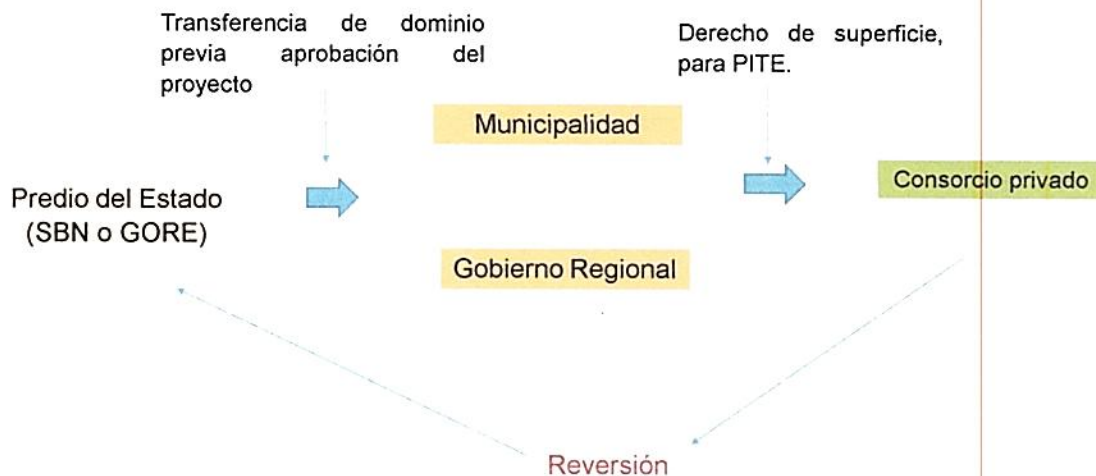 Transferencia de dominio
previa aprobación del
proyecto
Derecho de superficie,
para PITE.
Municipalidad
Predio del Estado
(SBN o GORE)
Consorcio privado
Gobierno Regional
Reversión